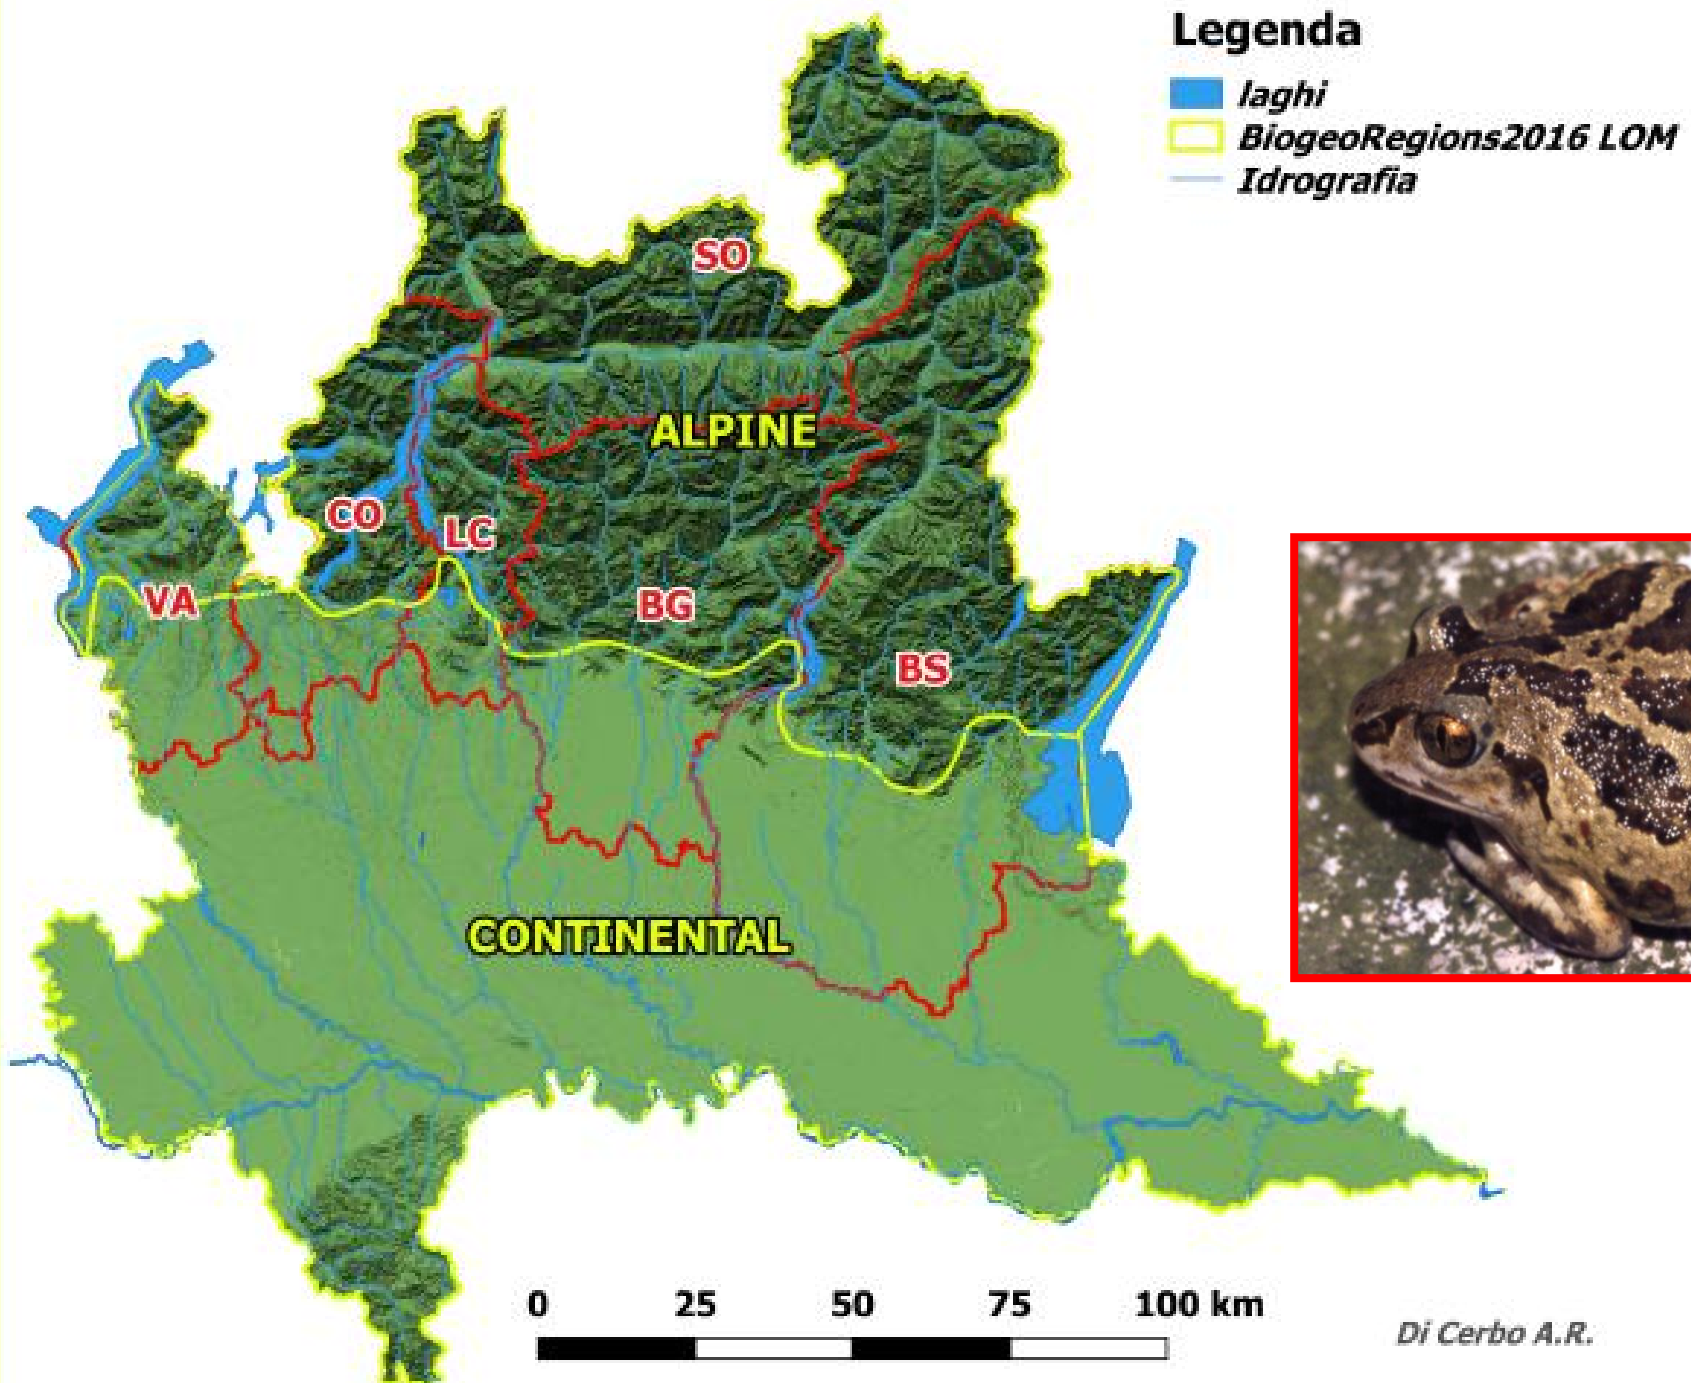 Legenda
laghi
BiogeoRegions2016 LOM
Idrografia
SO
ALPINE
CO
LC
VA
BG
BS
CONTINENTAL
0 25 50 75 100 km
Di Cerbo A.R.